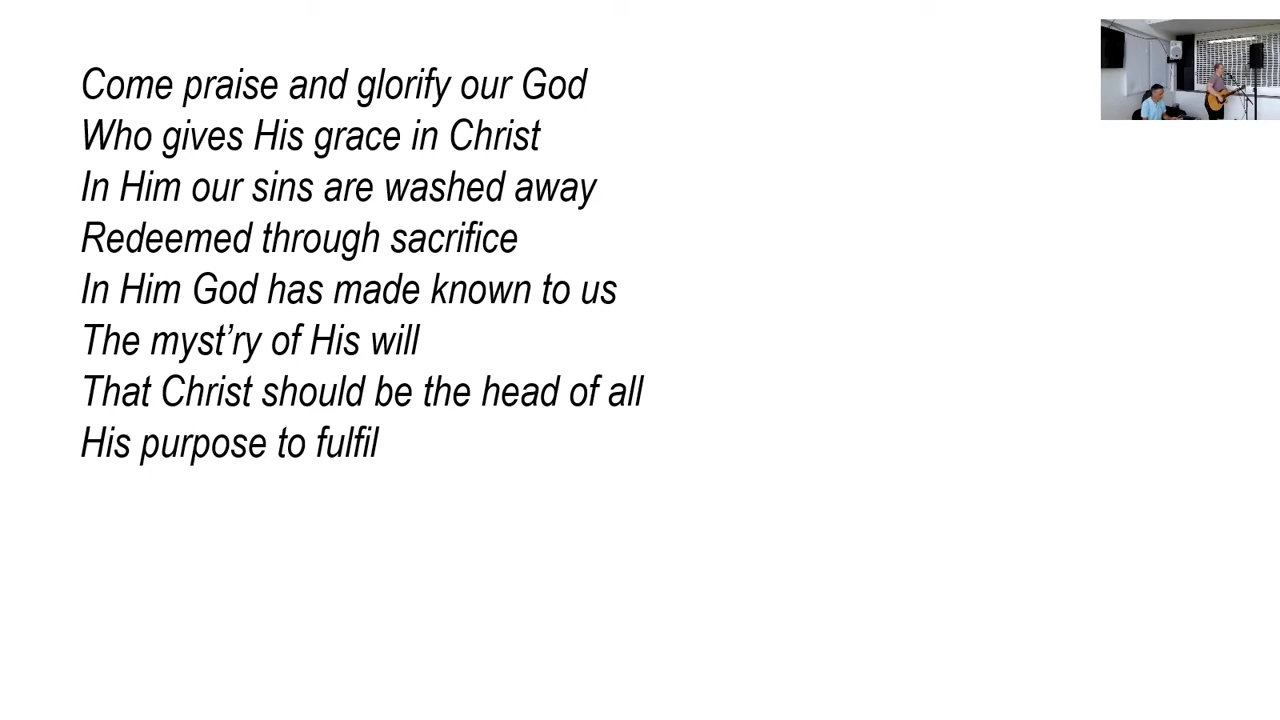 Come praise and glorify our God
Who gives His grace in Christ
In Him our sins are washed away
Redeemed through sacrifice
In Him God has made known to us
The myst’ry of His will
That Christ should be the head of all
His purpose to fulfil